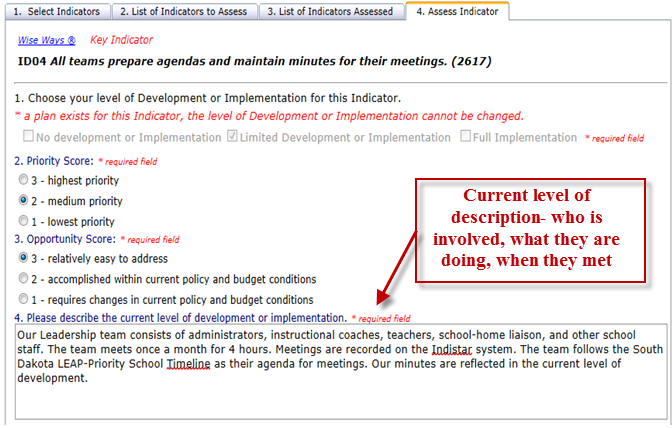 1. Select Indicators
2. List of Indicators to Assess
3. List of Indicators Assessed
4. Assess Indicator
Wise Ways ® Key Indicator
ID04 All teams prepare agendas and maintain minutes for their meetings. (2617)
1. Choose your level of Development or Implementation for this Indicator.
* a plan exists for this Indicator, the level of Development or Implementation cannot be changed.
No development or Implementation Limited Development or Implementation Full Implementation * required field
2. Priority Score: * required field
3 - highest priority
2 - medium priority
1 - lowest priority
3. Opportunity Score: * required field
3 - relatively easy to address
2 - accomplished within current policy and budget conditions
1 - requires changes in current policy and budget conditions
Current level of
description- who is
involved, what they are
doing, when they met
4. Please describe the current level of development or implementation. * required field
Our Leadership team consists of administrators, instructional coaches, teachers, school-home liaison, and other school
staff. The team meets once a month for 4 hours. Meetings are recorded on the Indistar system. The team follows the South
Dakota LEAP-Priority School Timeline as their agenda for meetings. Our minutes are reflected in the current level of
development.